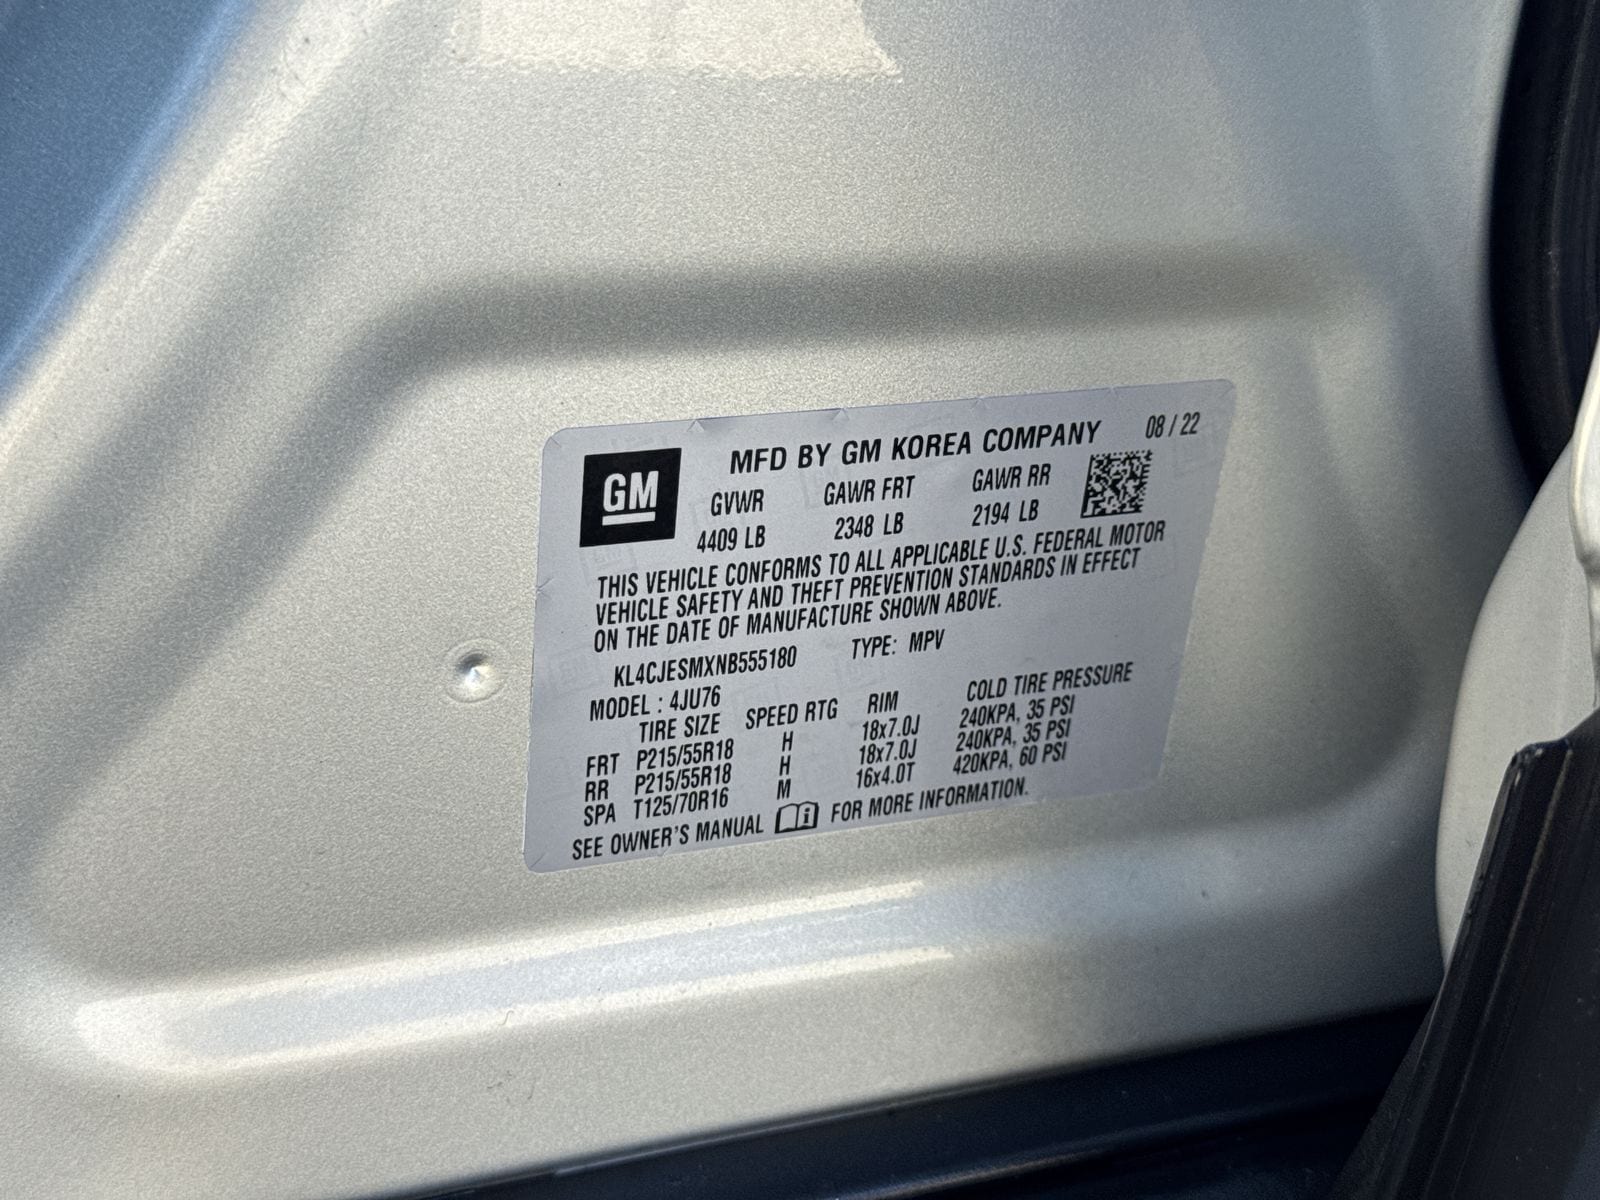 MFD BY GM KOREA COMPANY 08 / 22
GM
GVWR GAWR FRT GAWR RR
4409 LB 2348 LB 2194 LB
THIS VEHICLE CONFORMS TO ALL APPLICABLE U.S. FEDERAL MOTOR
VEHICLE SAFETY AND THEFT PREVENTION STANDARDS IN EFFECT
ON THE DATE OF MANUFACTURE SHOWN ABOVE.
KL4CJESMXNB555180 TYPE: MPV
MODEL : 4JU76
TIRE SIZE SPEED RTG RIM COLD TIRE PRESSURE
FRT P215/55R18 H 18x7.0J 240KPA, 35 PSI
RR P215/55R18 H 18x7.0J 240KPA, 35 PSI
SPA T125/70R16 M 16x4.0T 420KPA, 60 PSI
SEE OWNER'S MANUAL FOR MORE INFORMATION.